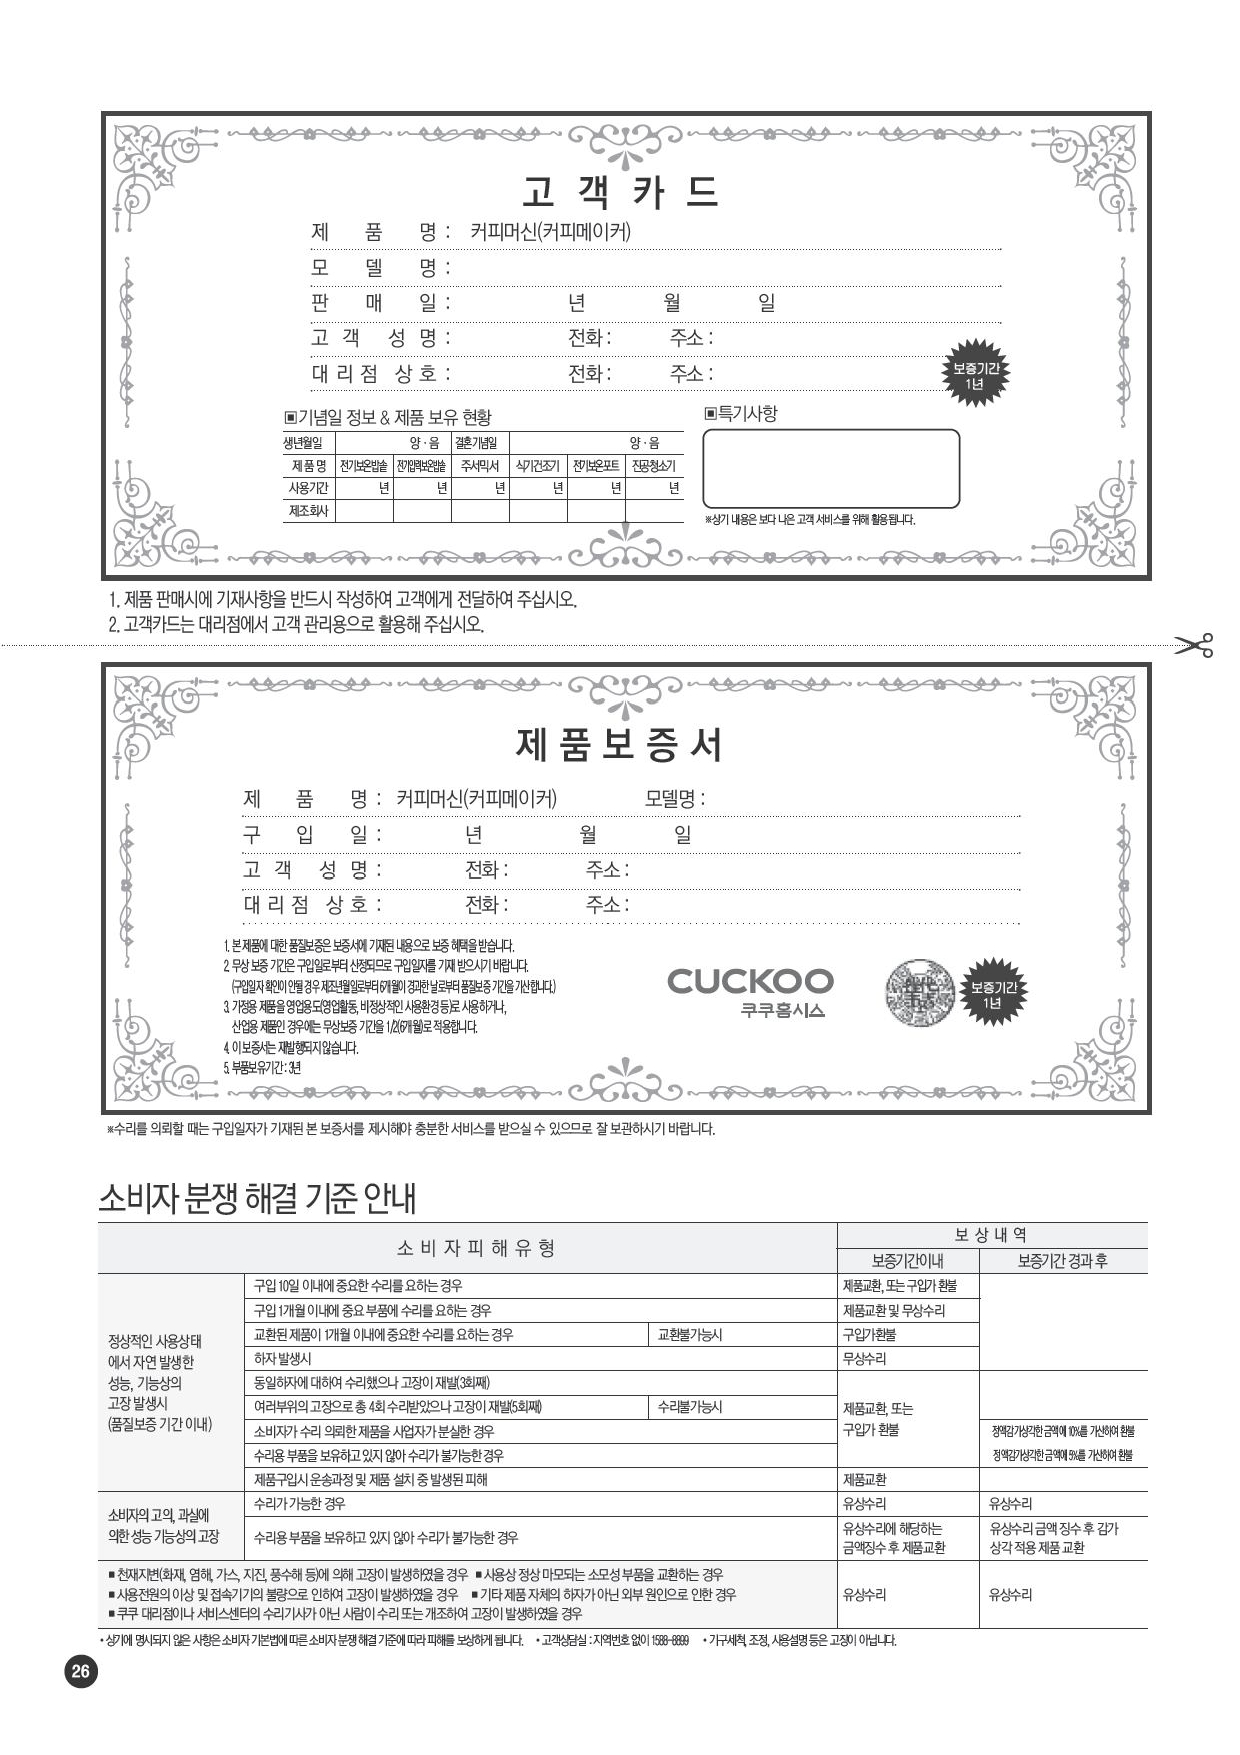 고객카드
제 품 명 : 커피머신(커피메이커)
모 델 명 :
판 매 일 : 년 월 일
고 객 성 명 : 전화 : 주소 :
대리점 상호 : 전화 : 주소 :
보증기간
1년
▣기념일 정보 & 제품 보유 현황
▣특기사항
생년월일 양 · 음 결혼기념일 양 · 음
제 품 명 전기보온밥솥 전기압력보온밥솥 주서믹서 식기건조기 전기보온포트 진공청소기
사용기간 년 년 년 년 년 년
제조회사
※상기 내용은 보다 나은 고객 서비스를 위해 활용됩니다.
1. 제품 판매시에 기재사항을 반드시 작성하여 고객에게 전달하여 주십시오.
2. 고객카드는 대리점에서 고객 관리용으로 활용해 주십시오.
제품보증서
제 품 명 : 커피머신(커피메이커) 모델명 :
구 입 일 : 년 월 일
고 객 성 명 : 전화 : 주소 :
대리점 상호 : 전화 : 주소 :
1. 본 제품에 대한 품질보증은 보증서에 기재된 내용으로 보증 혜택을 받습니다.
2. 무상 보증 기간은 구입일로부터 산정되므로 구입일자를 기재 받으시기 바랍니다.
(구입일자 확인이 안될 경우 제조년월일로부터 6개월이 경과한 날로부터 품질보증 기간을 기산합니다.)
3. 가정용 제품을 영업용도(영업활동, 비정상적인 사용환경 등)로 사용하거나,
산업용 제품인 경우에는 무상보증 기간을 1/2(6개월)로 적용합니다.
4. 이 보증서는 재발행되지 않습니다.
5. 부품보유기간 : 3년
CUCKOO
쿠쿠홈시스
보증기간
1년
※수리를 의뢰할 때는 구입일자가 기재된 본 보증서를 제시해야 충분한 서비스를 받으실 수 있으므로 잘 보관하시기 바랍니다.
소비자 분쟁 해결 기준 안내
소 비 자 피 해 유 형
보 상 내 역
보증기간이내 보증기간 경과 후
정상적인 사용상태
에서 자연 발생한
성능, 기능상의
고장 발생시
(품질보증 기간 이내)
구입 10일 이내에 중요한 수리를 요하는 경우 제품교환, 또는 구입가 환불
구입 1개월 이내에 중요 부품에 수리를 요하는 경우 제품교환 및 무상수리
교환된 제품이 1개월 이내에 중요한 수리를 요하는 경우 교환불가능시 구입가환불
하자 발생시 무상수리
동일하자에 대하여 수리했으나 고장이 재발(3회째)
여러부위의 고장으로 총 4회 수리받았으나 고장이 재발(5회째) 수리불가능시
제품교환, 또는
구입가 환불
소비자가 수리 의뢰한 제품을 사업자가 분실한 경우 정액감가상각한 금액에 10%를 가산하여 환불
수리용 부품을 보유하고 있지 않아 수리가 불가능한 경우 정액감가상각한 금액에 5%를 가산하여 환불
제품구입시 운송과정 및 제품 설치 중 발생된 피해 제품교환
소비자의 고의, 과실에
의한 성능 기능상의 고장
수리가 가능한 경우 유상수리 유상수리
수리용 부품을 보유하고 있지 않아 수리가 불가능한 경우
유상수리에 해당하는
금액징수 후 제품교환
유상수리 금액 징수 후 감가
상각 적용 제품 교환
■ 천재지변(화재, 염해, 가스, 지진, 풍수해 등)에 의해 고장이 발생하였을 경우 ■ 사용상 정상 마모되는 소모성 부품을 교환하는 경우
■ 사용전원의 이상 및 접속기기의 불량으로 인하여 고장이 발생하였을 경우 ■ 기타 제품 자체의 하자가 아닌 외부 원인으로 인한 경우
■ 쿠쿠 대리점이나 서비스센터의 수리기사가 아닌 사람이 수리 또는 개조하여 고장이 발생하였을 경우
유상수리 유상수리
• 상기에 명시되지 않은 사항은 소비자 기본법에 따른 소비자 분쟁 해결 기준에 따라 피해를 보상하게 됩니다. • 고객상담실 : 지역번호 없이 1588-8899 • 기구세척, 조정, 사용설명 등은 고장이 아닙니다.
26